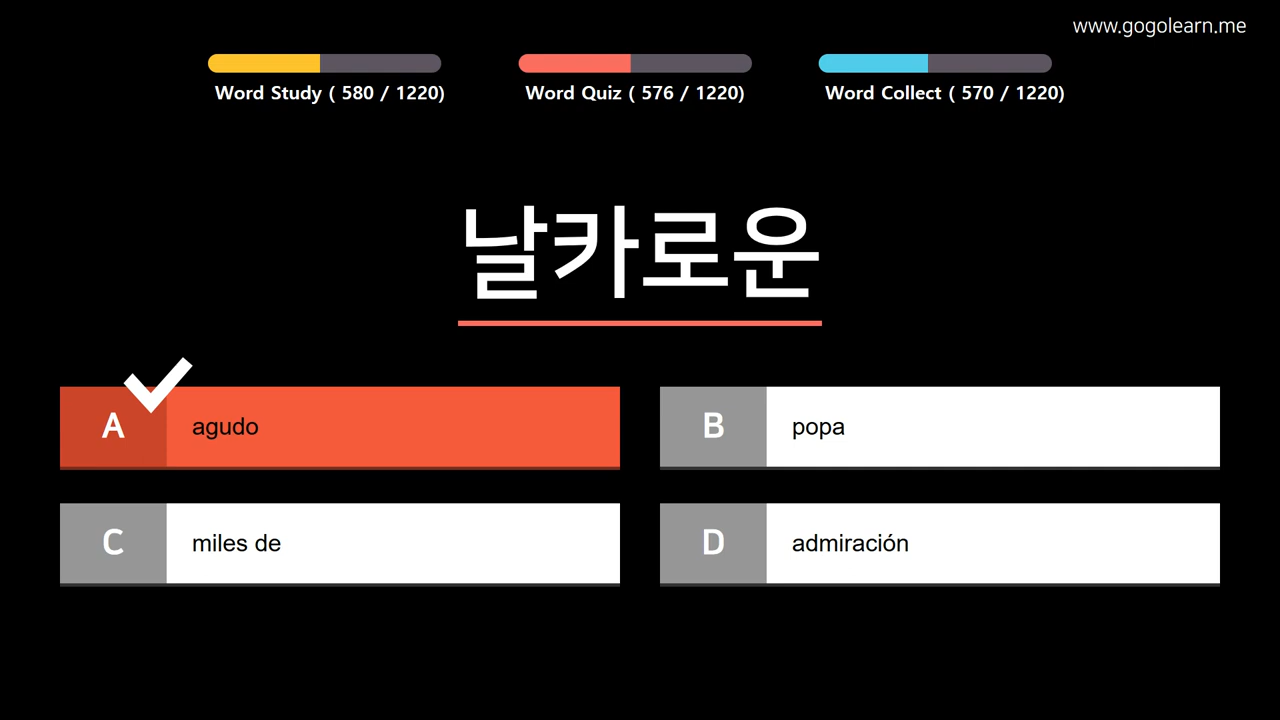 www.gogolearn.me
Word Study ( 580 / 1220)
Word Quiz ( 576 / 1220)
Word Collect ( 570 / 1220)
날카로운
A agudo
B popa
C miles de
D admiración